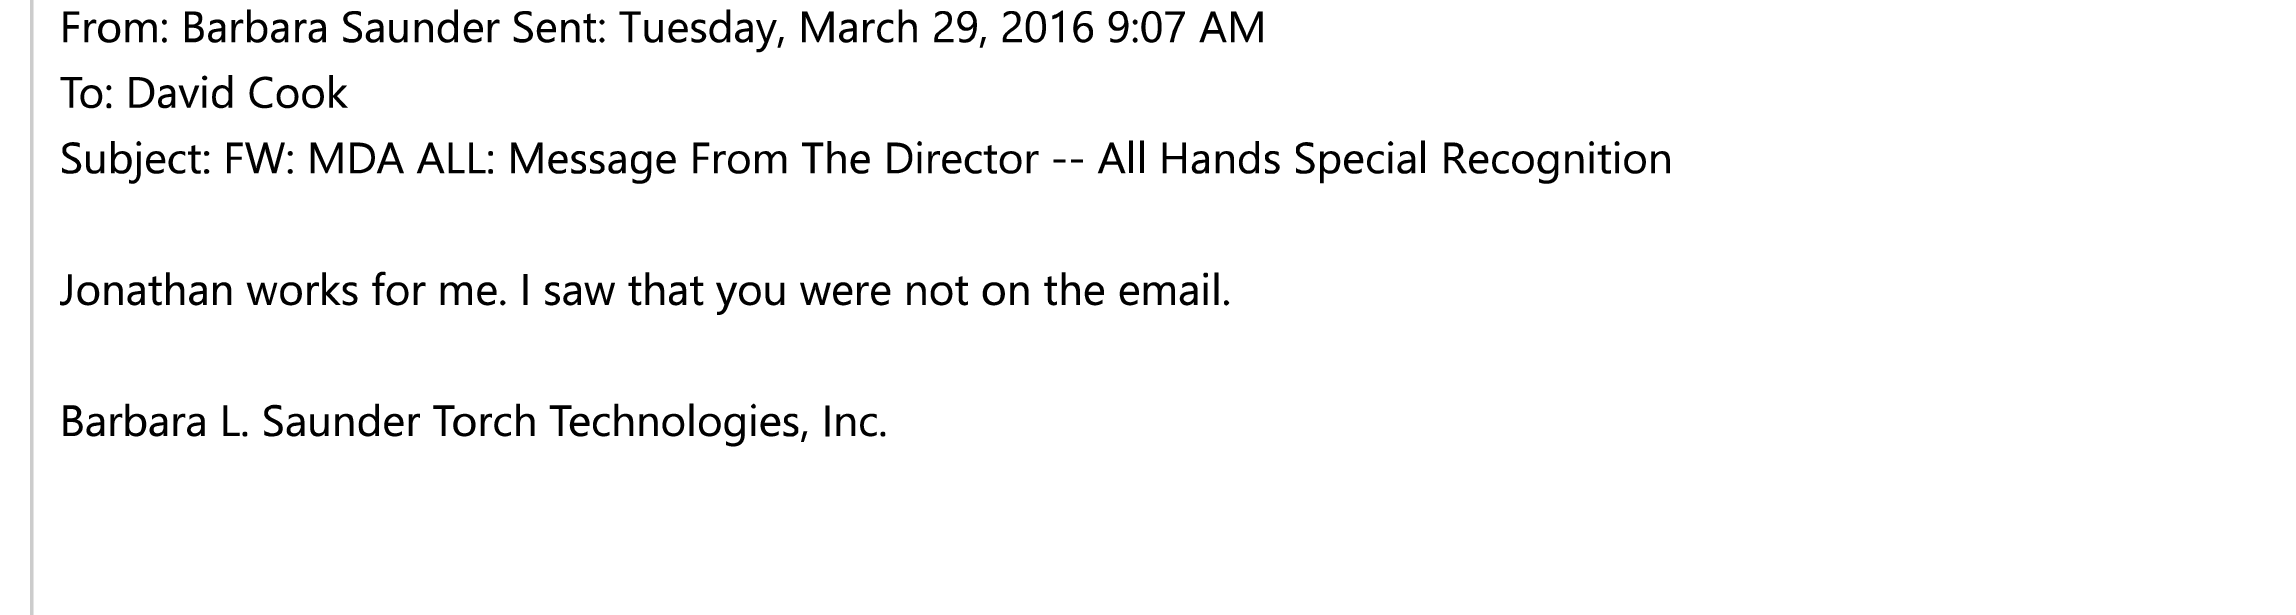 From: Barbara Saunder Sent: Tuesday, March 29, 2016 9:07 AM
To: David Cook
Subject: FW: MDA ALL: Message From The Director -- All Hands Special Recognition
Jonathan works for me. I saw that you were not on the email.
Barbara L. Saunder Torch Technologies, Inc.